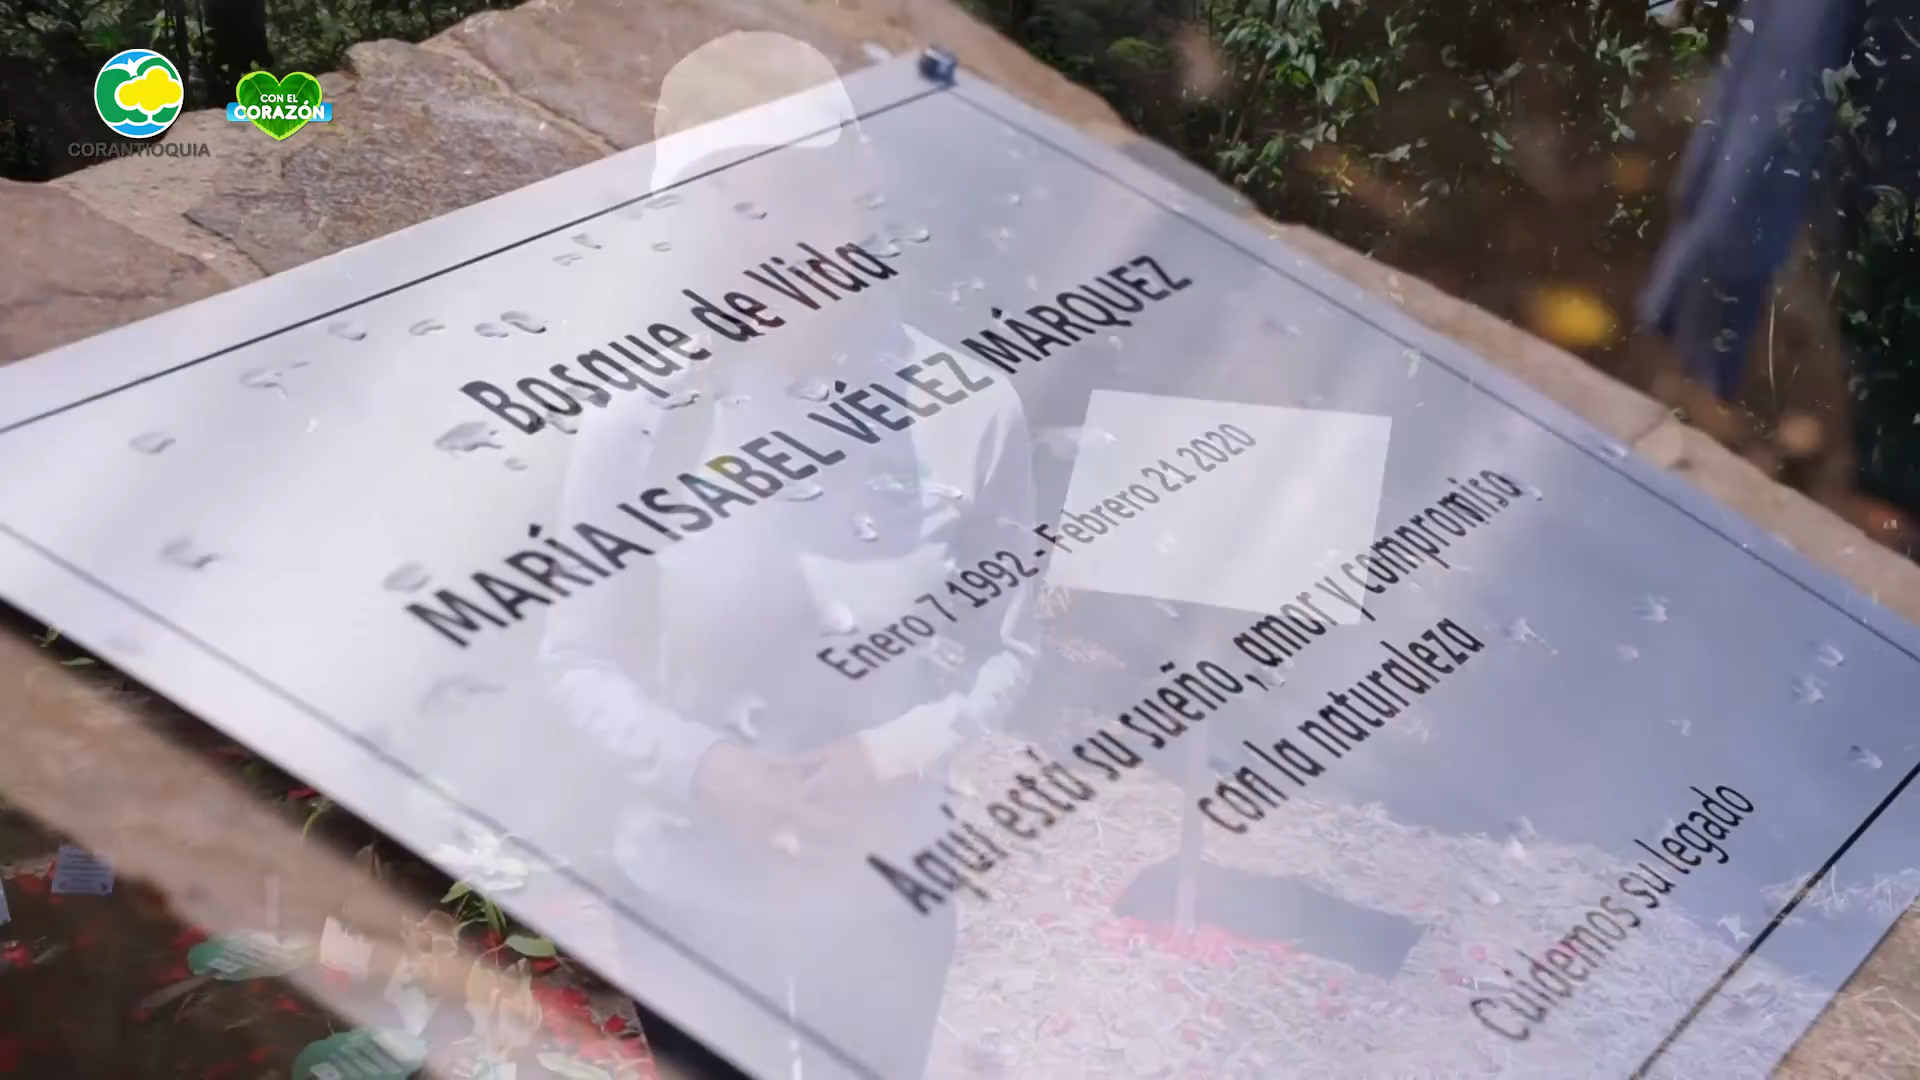 CORANTIOQUIA
CON EL
CORAZÓN
Bosque de Vida
MARÍA ISABEL VÉLEZ MÁRQUEZ
Enero 7 1992 - Febrero 21 2020
Aquí, está su sueño, amor y compromiso
con la naturaleza
Cuidemos su legado